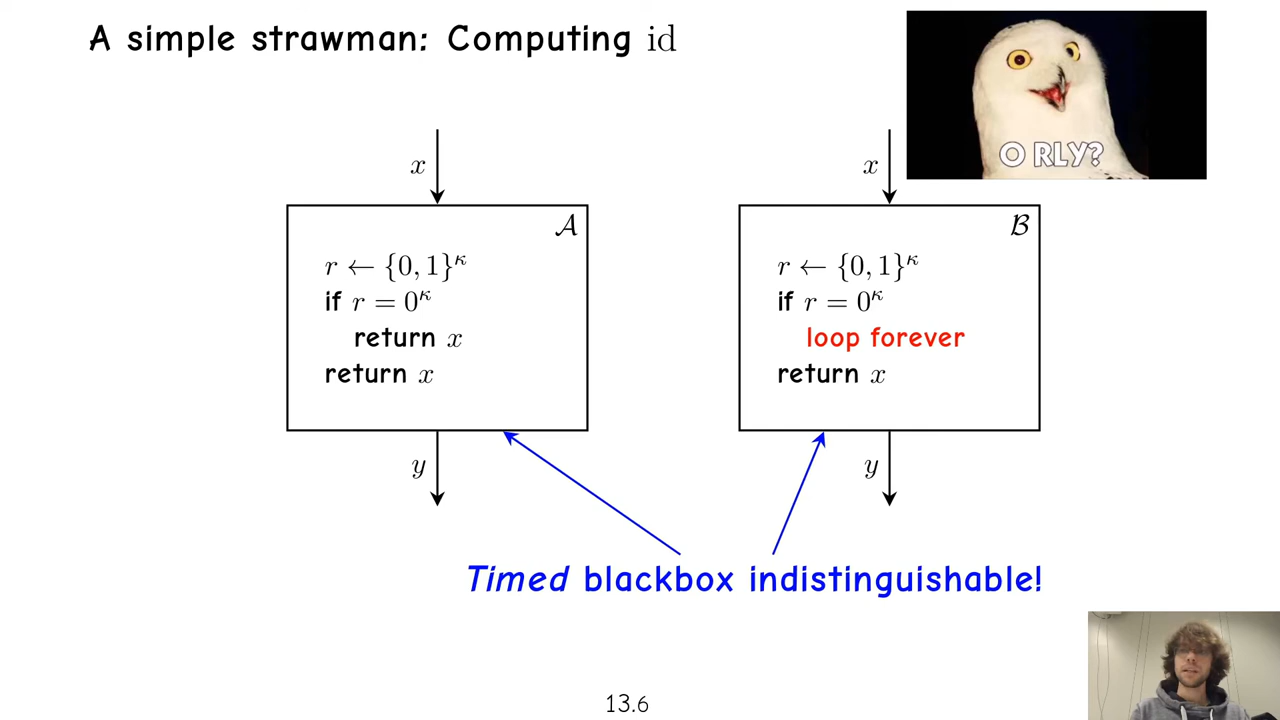 A simple strawman: Computing id
O RLY?
x
x
𝒜
r ← {0, 1}^κ
if r = 0^κ
return x
return x
ℬ
r ← {0, 1}^κ
if r = 0^κ
loop forever
return x
y
y
Timed blackbox indistinguishable!
13.6